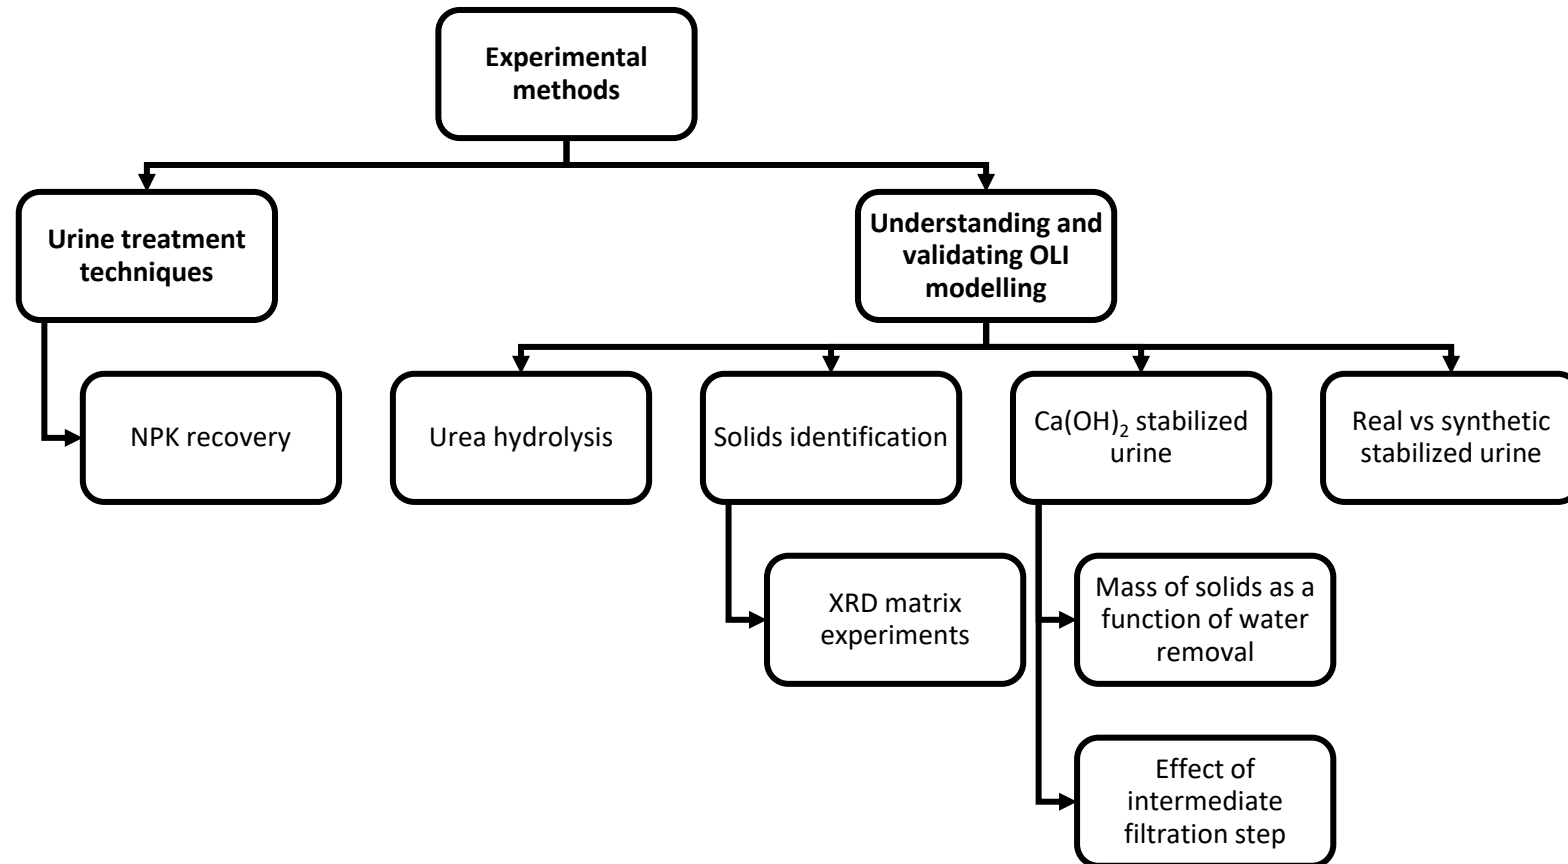 Experimental
methods
Urine treatment
techniques
Understanding and
validating OLI
modelling
NPK recovery
Urea hydrolysis
Solids identification
Ca(OH)₂ stabilized
urine
Real vs synthetic
stabilized urine
XRD matrix
experiments
Mass of solids as a
function of water
removal
Effect of
intermediate
filtration step